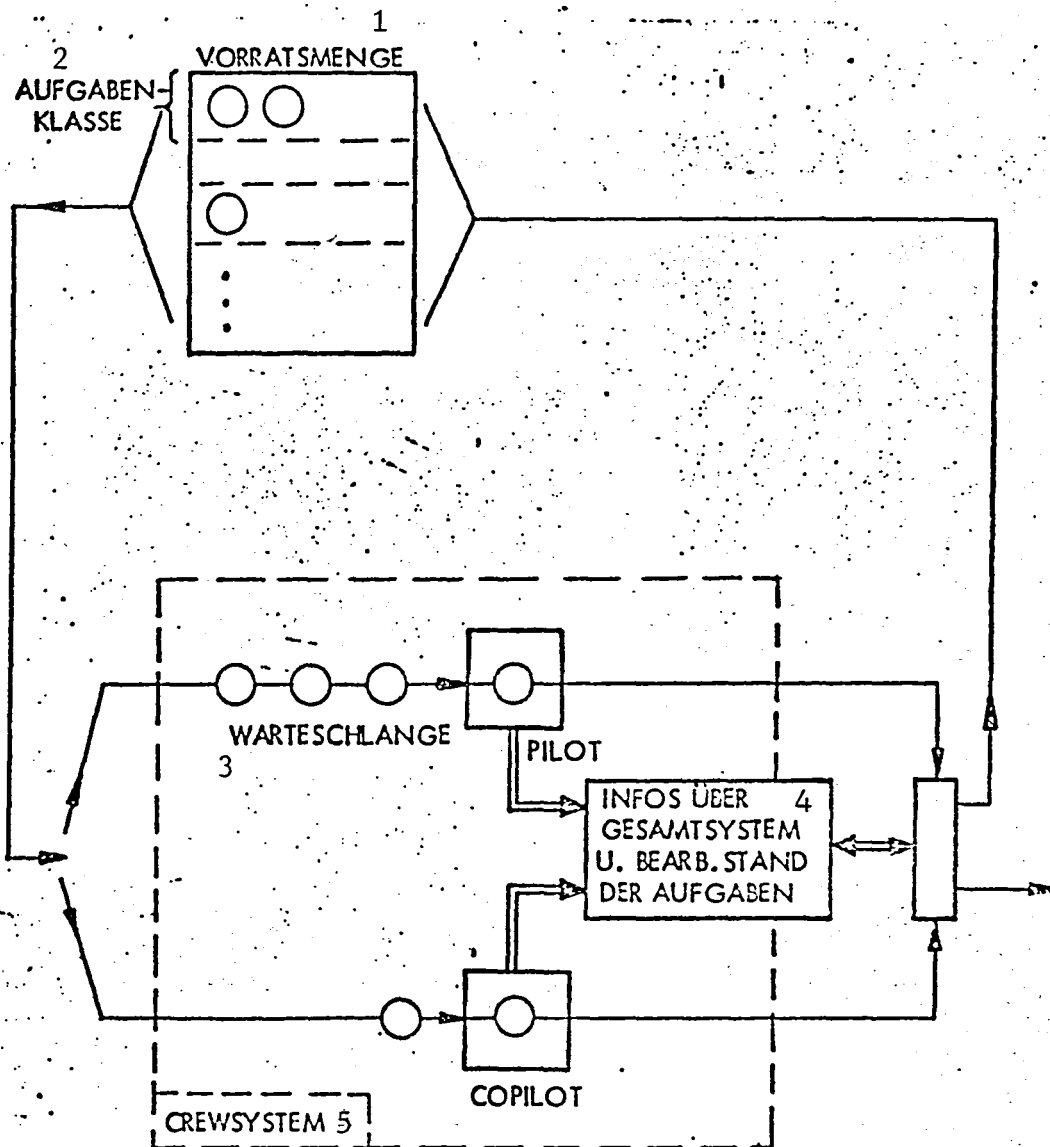 1
VORRATSMENGE
2
AUFGABEN-
KLASSE
WARTESCHLANGE
3
PILOT
INFOS ÜBER 4
GESAMTSYSTEM
U. BEARB. STAND
DER AUFGABEN
COPILOT
CREWSYSTEM 5